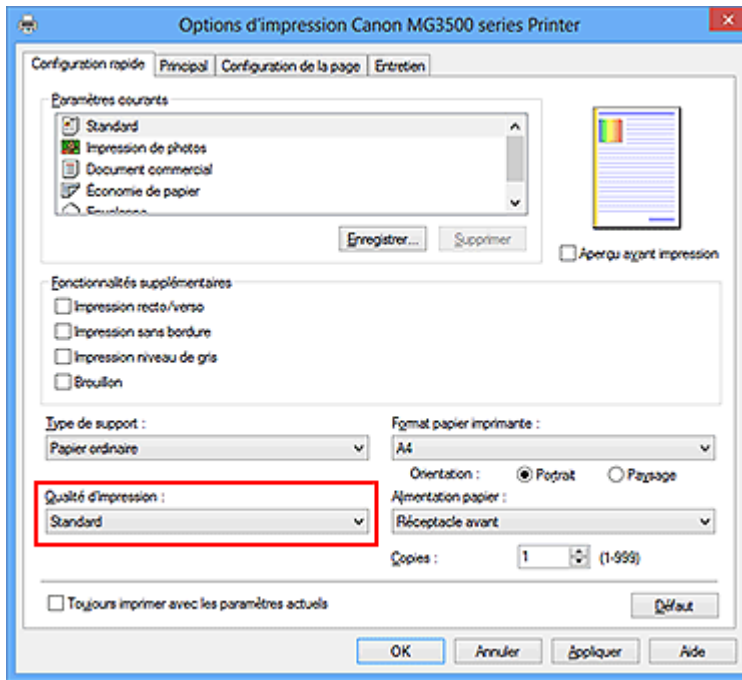 Options d'impression Canon MG3500 series Printer
Configuration rapide Principal Configuration de la page Entretien
Paramètres courants
Standard
Impression de photos
Document commercial
Économie de papier
Enregistrer... Supprimer
Aperçu avant impression
Fonctionnalités supplémentaires
Impression recto/verso
Impression sans bordure
Impression niveau de gris
Brouillon
Type de support :
Papier ordinaire
Format papier imprimante :
A4
Orientation : Portrait Paysage
Qualité d'impression :
Standard
Alimentation papier :
Réceptacle avant
Copies : 1 (1-999)
Toujours imprimer avec les paramètres actuels
Défaut
OK Annuler Appliquer Aide